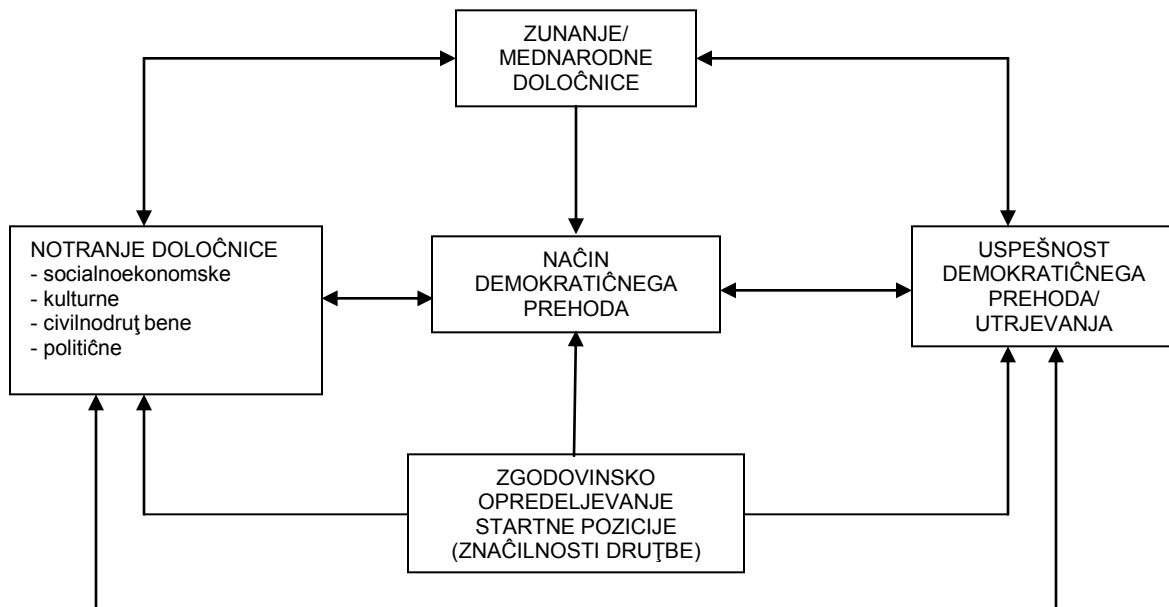 ZUNANJE/
MEDNARODNE
DOLOĈNICE
NOTRANJE DOLOĈNICE
- socialnoekonomske
- kulturne
- civilnodruţbene
- politiĉne
NAĈIN
DEMOKRATIĈNEGA
PREHODA
USPEŠNOST
DEMOKRATIĈNEGA
PREHODA/
UTRJEVANJA
ZGODOVINSKO
OPREDELJEVANJE
STARTNE POZICIJE
(ZNAĈILNOSTI DRUŢBE)